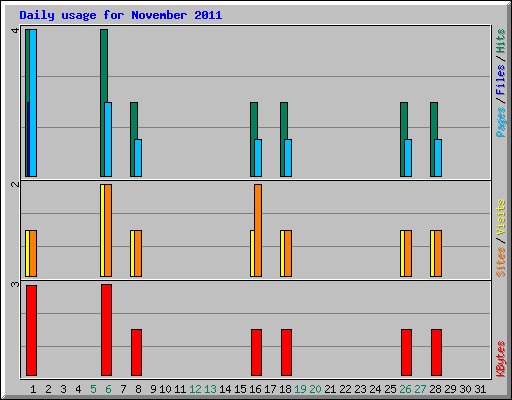 Daily usage for November 2011
4
2
3
Pages/Files/Hits
Sites/Visits
KBytes
1 2 3 4 5 6 7 8 9 10 11 12 13 14 15 16 17 18 19 20 21 22 23 24 25 26 27 28 29 30 31